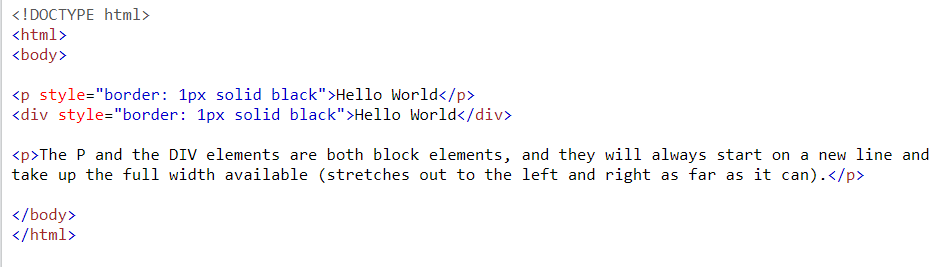 <!DOCTYPE html>
<html>
<body>
<p style="border: 1px solid black">Hello World</p>
<div style="border: 1px solid black">Hello World</div>
<p>The P and the DIV elements are both block elements, and they will always start on a new line and
take up the full width available (stretches out to the left and right as far as it can).</p>
</body>
</html>